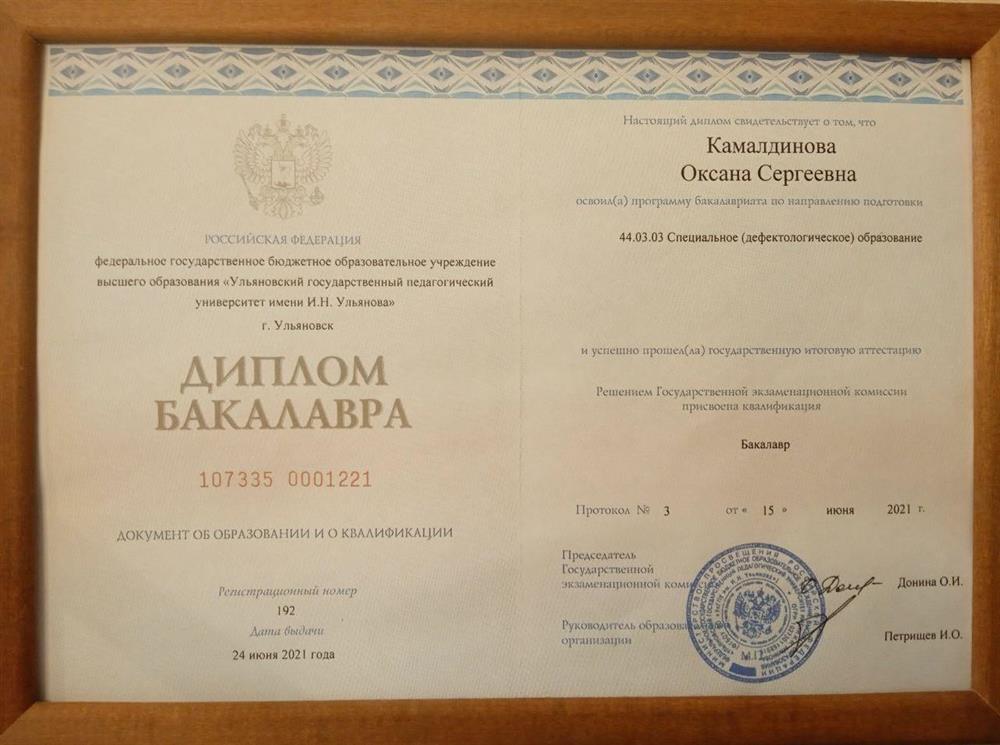 РОССИЙСКАЯ ФЕДЕРАЦИЯ
федеральное государственное бюджетное образовательное учреждение
высшего образования «Ульяновский государственный педагогический
университет имени И.Н. Ульянова»
г. Ульяновск
ДИПЛОМ
БАКАЛАВРА
107335 0001221
ДОКУМЕНТ ОБ ОБРАЗОВАНИИ И О КВАЛИФИКАЦИИ
Регистрационный номер
192
Дата выдачи
24 июня 2021 года
Настоящий диплом свидетельствует о том, что
Камалдинова
Оксана Сергеевна
освоил(а) программу бакалавриата по направлению подготовки
44.03.03 Специальное (дефектологическое) образование
и успешно прошел(ла) государственную итоговую аттестацию
Решением Государственной экзаменационной комиссии
присвоена квалификация
Бакалавр
Протокол № 3 от « 15 » июня 2021 г.
Председатель
Государственной
экзаменационной Донина О.И.
Руководитель
организации Петрищев И.О.
М.П.